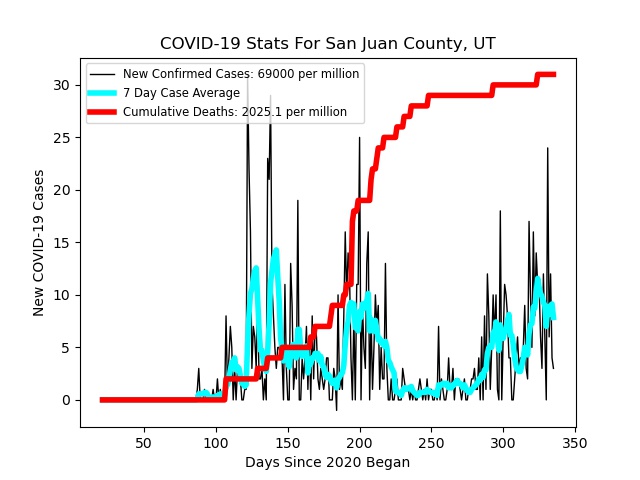 COVID-19 Stats For San Juan County, UT
New Confirmed Cases: 69000 per million
7 Day Case Average
Cumulative Deaths: 2025.1 per million
New COVID-19 Cases
30
25
20
15
10
5
0
50 100 150 200 250 300 350
Days Since 2020 Began